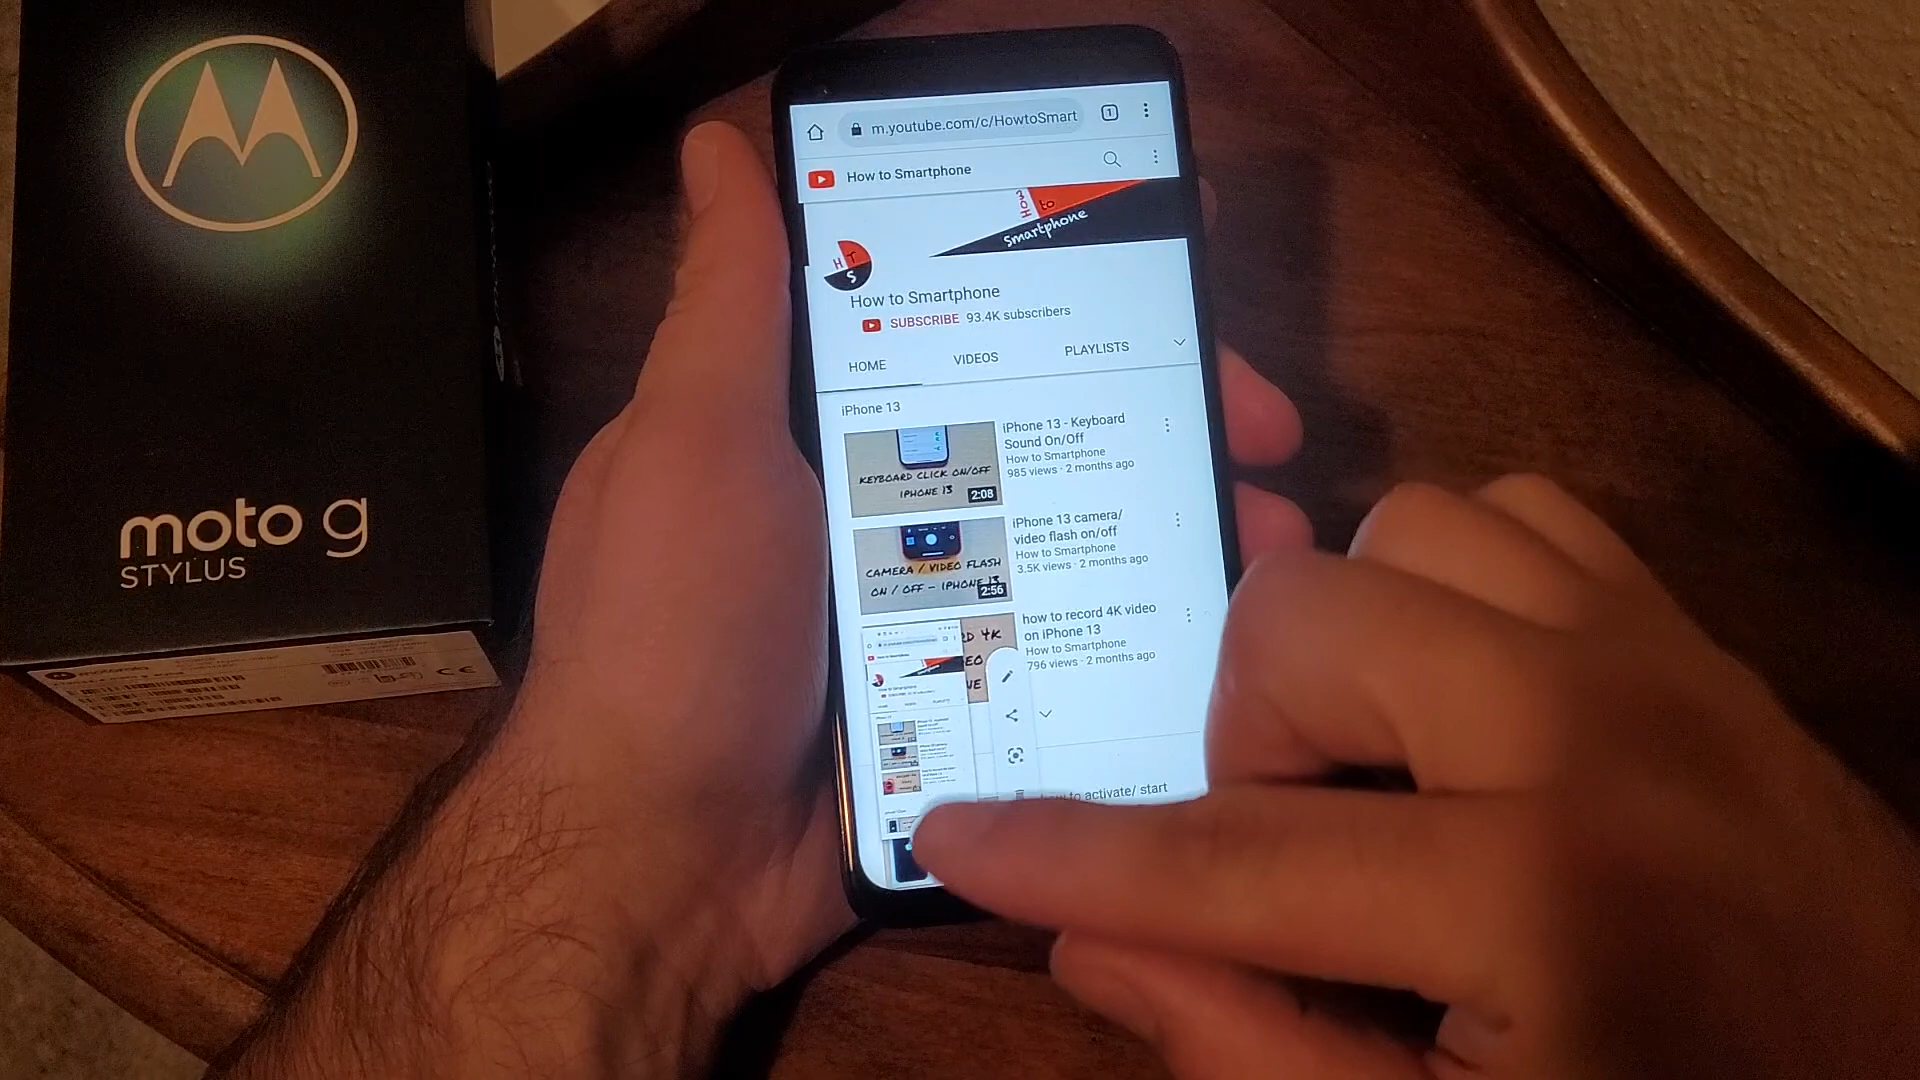 moto g
STYLUS
1
m.youtube.com/c/HowtoSmart
How to Smartphone
How
to
Smartphone
H T
S
How to Smartphone
SUBSCRIBE 93.4K subscribers
HOME VIDEOS PLAYLISTS
iPhone 13
KEYBOARD CLICK ON/OFF
IPHONE 13
2:08
iPhone 13 - Keyboard
Sound On/Off
How to Smartphone
985 views · 2 months ago
CAMERA / VIDEO FLASH
ON / OFF - IPHONE 13
2:56
iPhone 13 camera/
video flash on/off
How to Smartphone
3.5K views · 2 months ago
4K
how to record 4K video
on iPhone 13
How to Smartphone
796 views · 2 months ago
to activate/ start